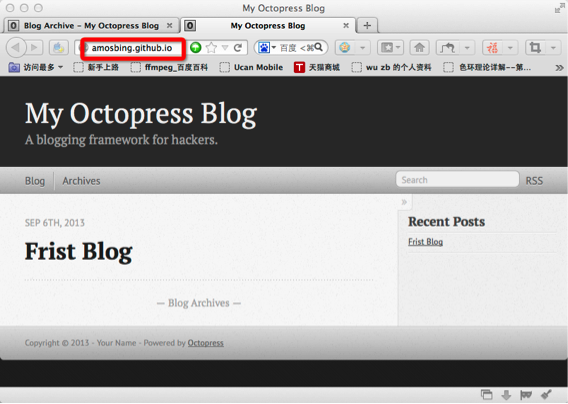 My Octopress Blog
Blog Archive – My Octopress Blog
My Octopress Blog
amosbing.github.io
百度 <⌘
访问最多
新手上路
ffmpeg_百度百科
Ucan Mobile
天猫商城
wu zb 的个人资料
色环理论详解--第...
My Octopress Blog
A blogging framework for hackers.
Blog
Archives
Search
RSS
»
SEP 6TH, 2013
Frist Blog
— Blog Archives —
Recent Posts
Frist Blog
Copyright © 2013 - Your Name - Powered by Octopress